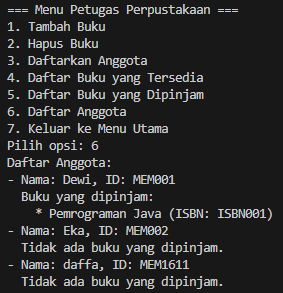 === Menu Petugas Perpustakaan ===
1. Tambah Buku
2. Hapus Buku
3. Daftarkan Anggota
4. Daftar Buku yang Tersedia
5. Daftar Buku yang Dipinjam
6. Daftar Anggota
7. Keluar ke Menu Utama
Pilih opsi: 6
Daftar Anggota:
- Nama: Dewi, ID: MEM001
  Buku yang dipinjam:
    * Pemrograman Java (ISBN: ISBN001)
- Nama: Eka, ID: MEM002
  Tidak ada buku yang dipinjam.
- Nama: daffa, ID: MEM1611
  Tidak ada buku yang dipinjam.